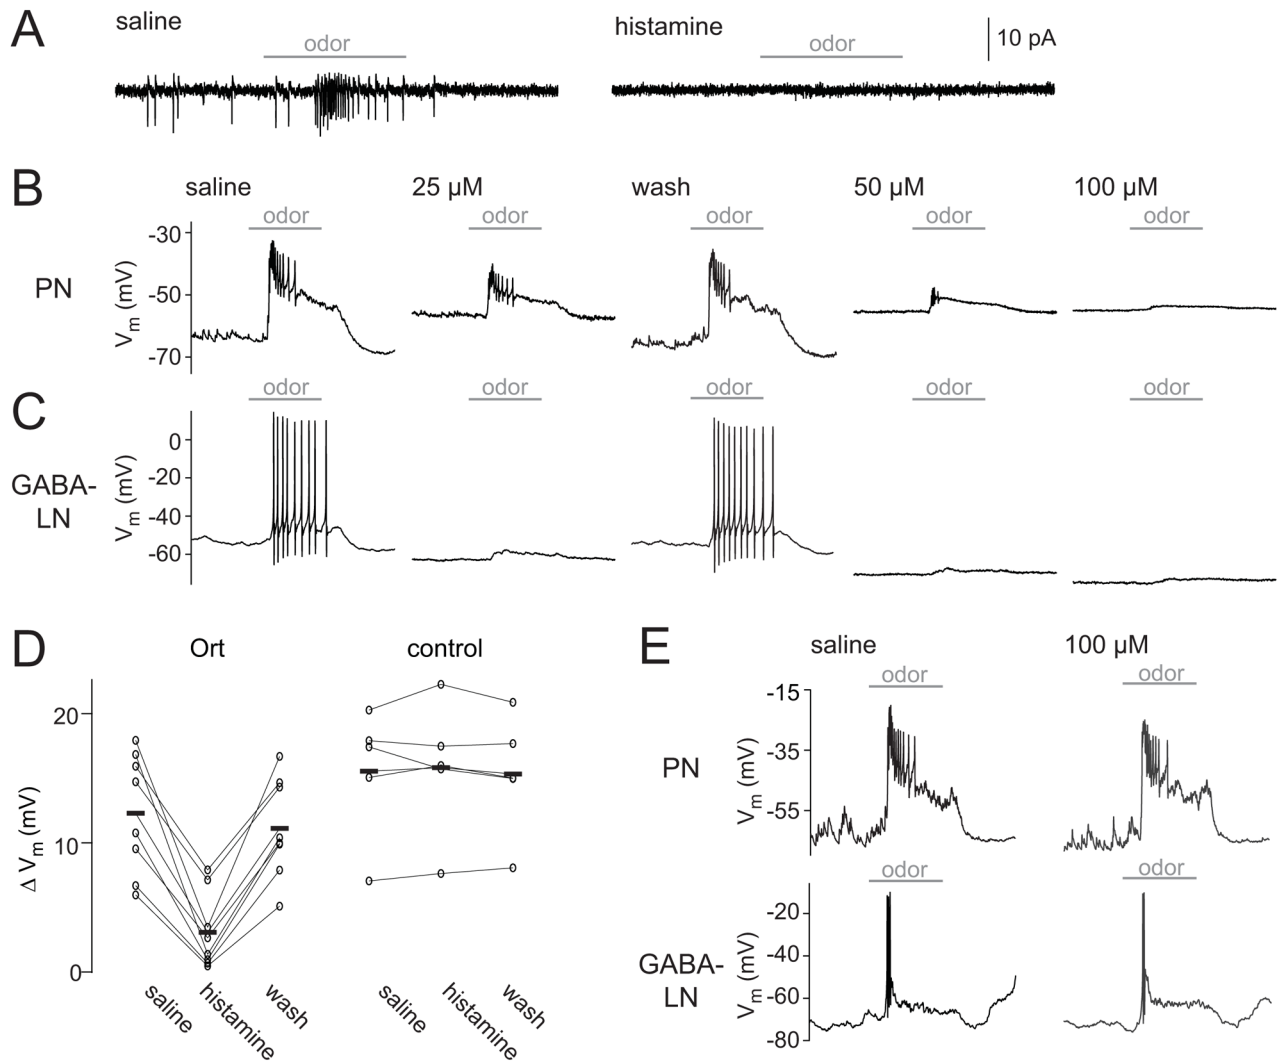 A
saline
histamine
10 pA
odor
odor
B
saline
25 µM
wash
50 µM
100 µM
odor
odor
odor
odor
odor
PN
Vm (mV)
-30
-50
-70
C
odor
odor
odor
odor
odor
GABA-
LN
Vm (mV)
0
-20
-40
-60
D
Ort
control
Δ Vm (mV)
20
10
0
saline
histamine
wash
saline
histamine
wash
E
saline
100 µM
odor
odor
PN
Vm (mV)
-15
-35
-55
odor
odor
GABA-
LN
Vm (mV)
-20
-40
-60
-80